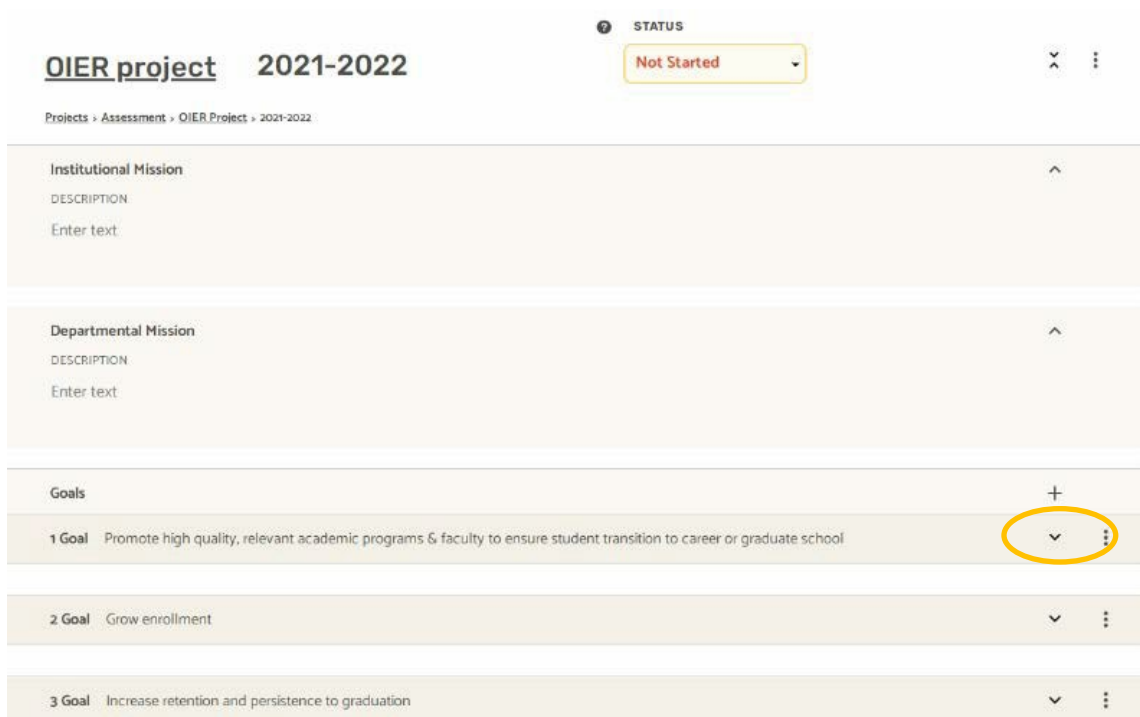 STATUS
OIER project 2021-2022
Not Started
Projects > Assessment > OIER Project > 2021-2022
Institutional Mission
DESCRIPTION
Enter text
Departmental Mission
DESCRIPTION
Enter text
Goals
1 Goal Promote high quality, relevant academic programs & faculty to ensure student transition to career or graduate school
2 Goal Grow enrollment
3 Goal Increase retention and persistence to graduation